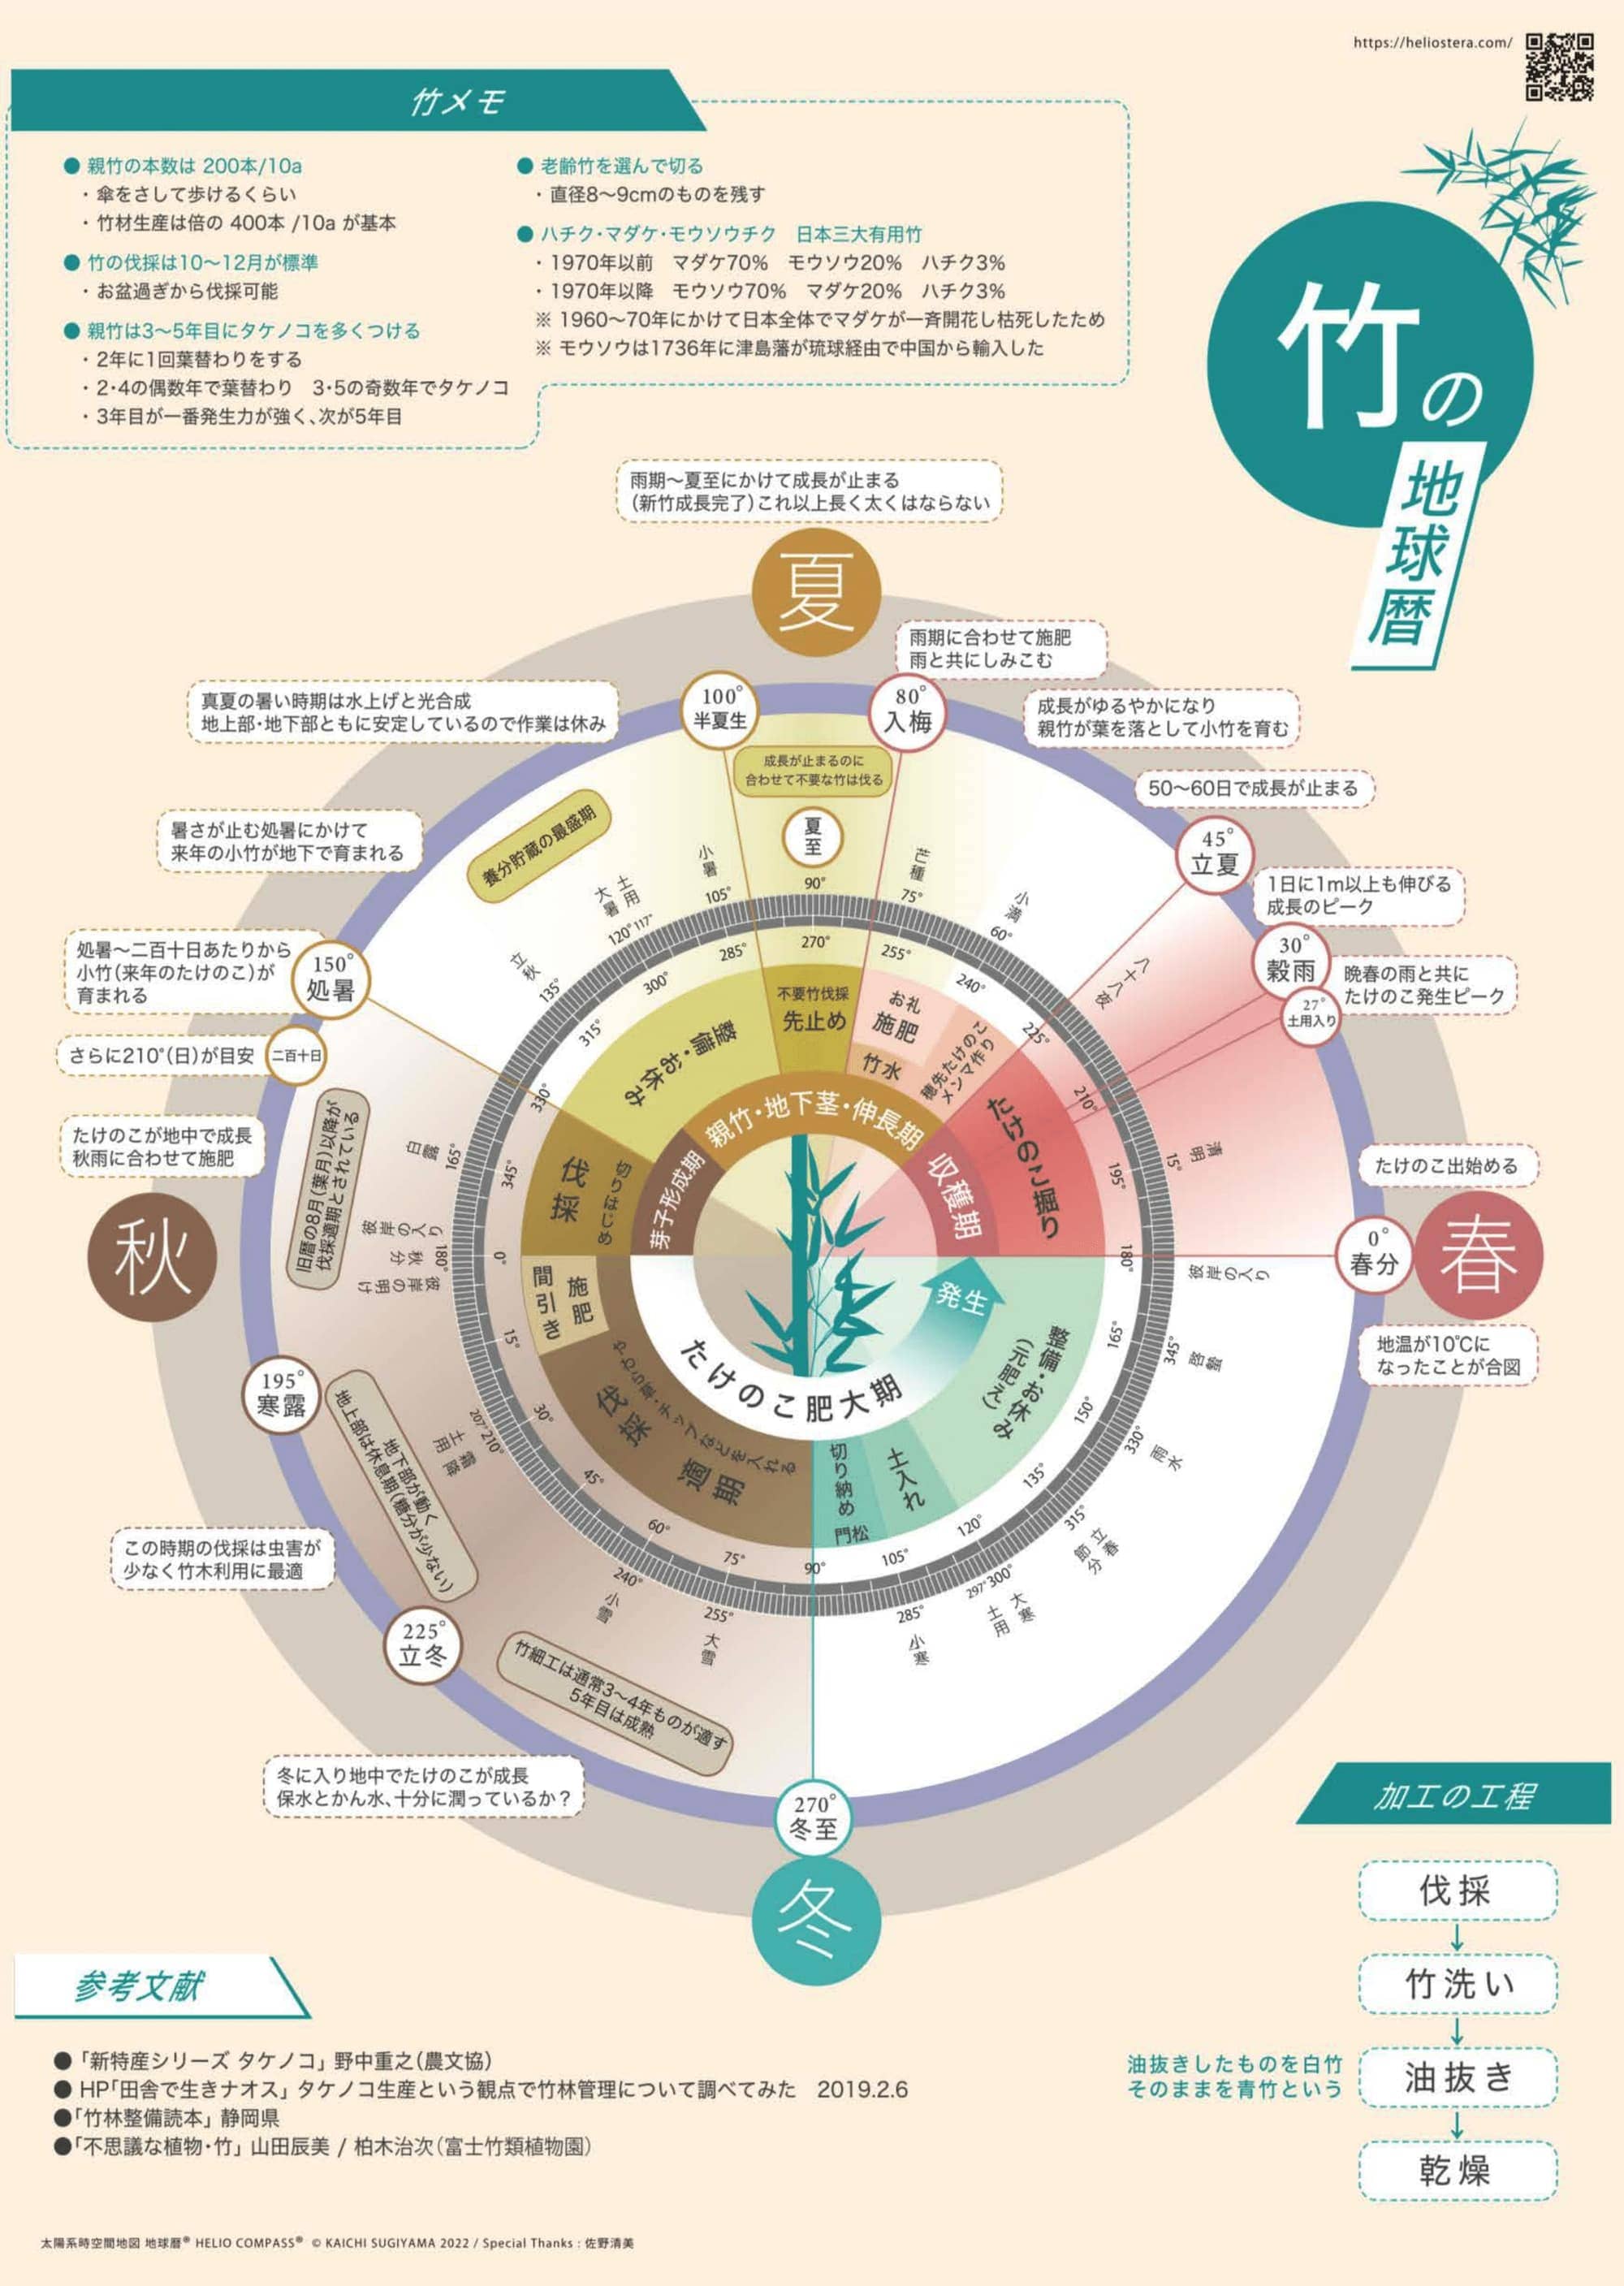 https://heliostera.com/
竹メモ
● 親竹の本数は 200本/10a
・傘をさして歩けるくらい
・竹材生産は倍の 400本 /10a が基本
● 竹の伐採は10〜12月が標準
・お盆過ぎから伐採可能
● 親竹は3〜5年目にタケノコを多くつける
・2年に1回葉替わりをする
・2・4の偶数年で葉替わり 3・5の奇数年でタケノコ
・3年目が一番発生力が強く、次が5年目
● 老齢竹を選んで切る
・直径8〜9cmのものを残す
● ハチク・マダケ・モウソウチク 日本三大有用竹
・1970年以前 マダケ70% モウソウ20% ハチク3%
・1970年以降 モウソウ70% マダケ20% ハチク3%
※ 1960〜70年にかけて日本全体でマダケが一斉開花し枯死したため
※ モウソウは1736年に津島藩が琉球経由で中国から輸入した
竹の
地球暦
雨期〜夏至にかけて成長が止まる
(新竹成長完了)これ以上長く太くはならない
夏
雨期に合わせて施肥
雨と共にしみこむ
真夏の暑い時期は水上げと光合成
地上部・地下部ともに安定しているので作業は休み
100°
半夏生
80°
入梅
成長がゆるやかになり
親竹が葉を落として小竹を育む
成長が止まるのに
合わせて不要な竹は伐る
50〜60日で成長が止まる
暑さが止む処暑にかけて
来年の小竹が地下で育まれる
養分貯蔵の最盛期
夏至
90°
45°
立夏
1日に1m以上も伸びる
成長のピーク
30°
穀雨
晩春の雨と共に
たけのこ発生ピーク
27°
土用入り
処暑〜二百十日あたりから
小竹(来年のたけのこ)が
育まれる
150°
処暑
さらに210°(日)が目安
二百十日
たけのこが地中で成長
秋雨に合わせて施肥
旧暦の8月(葉月)以降が
伐採適期とされている
秋
小暑
105°
土用
大暑
120° 117°
立秋
135°
白露
165°
彼岸の入り
秋分
180°
彼岸の明け
芒種
75°
小満
60°
八十八夜
清明
15°
たけのこ出始める
0°
春分
春
地温が10℃に
なったことが合図
彼岸の入り
啓蟄
345°
雨水
330°
立春
節分
315°
大寒
土用
297° 300°
小寒
285°
大雪
255°
小雪
240°
霜降
土用
207° 210°
270°
255°
240°
225°
210°
195°
180°
165°
150°
135°
120°
105°
90°
75°
60°
45°
30°
15°
0°
345°
330°
315°
300°
285°
不要竹伐採
先止め
お礼
施肥
竹水
穂先たけのこ
メンマ作り
たけのこ掘り
整備・お休み
伐採
切りはじめ
施肥
間引き
やわら草・チップなどを入れる
伐採
適期
切り納め
門松
土入れ
整備・お休み
(元肥え)
親竹・地下茎・伸長期
収穫期
芽子形成期
たけのこ肥大期
発生
195°
寒露
地下部が動く
地上部は休息期(糖分が少ない)
この時期の伐採は虫害が
少なく竹木利用に最適
225°
立冬
竹細工は通常3〜4年ものが適す
5年目は成熟
冬に入り地中でたけのこが成長
保水とかん水、十分に潤っているか?
270°
冬至
冬
加工の工程
伐採
↓
竹洗い
↓
油抜きしたものを白竹
そのままを青竹という
油抜き
↓
乾燥
参考文献
●「新特産シリーズ タケノコ」野中重之(農文協)
● HP「田舎で生きナオス」タケノコ生産という観点で竹林管理について調べてみた 2019.2.6
●「竹林整備読本」静岡県
●「不思議な植物・竹」山田辰美 / 柏木治次(富士竹類植物園)
太陽系時空間地図 地球暦® HELIO COMPASS® © KAICHI SUGIYAMA 2022 / Special Thanks : 佐野清美